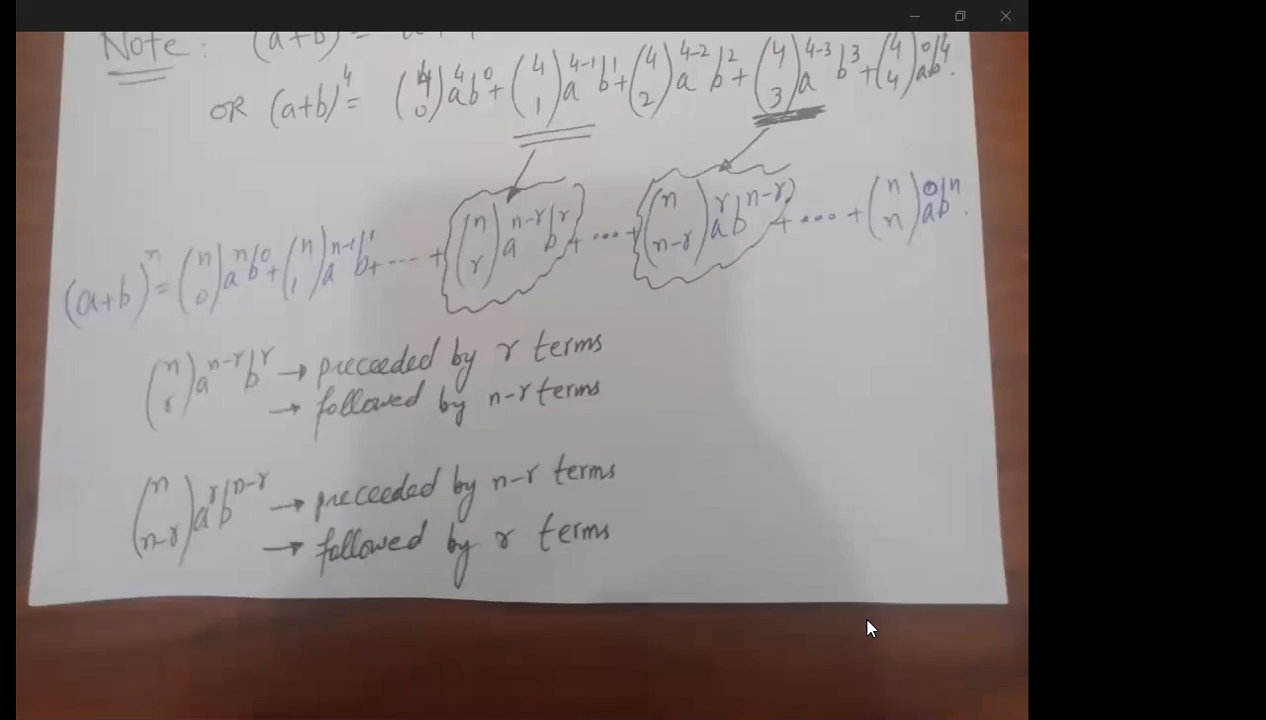 Note: (a+b) =
OR (a+b)^4 = (4 0)a^4 b^0 + (4 1)a^{4-1} b^1 + (4 2)a^{4-2} b^2 + (4 3)a^{4-3} b^3 + (4 4)a^0 b^4.
(a+b)^n = (n 0)a^n b^0 + (n 1)a^{n-1} b^1 + ... + (n r)a^{n-r} b^r + ... + (n n-r)a^r b^{n-r} + ... + (n n)a^0 b^n.
(n r)a^{n-r} b^r → preceeded by r terms
→ followed by n-r terms
(n n-r)a^r b^{n-r} → preceeded by n-r terms
→ followed by r terms